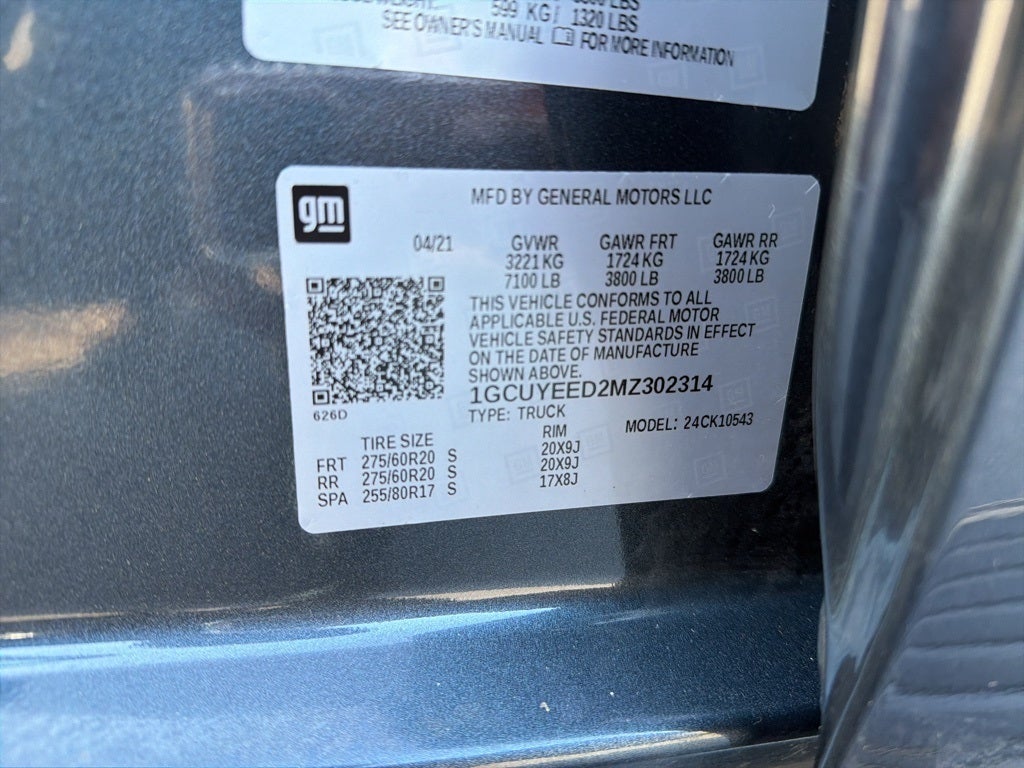 599 KG/ 1320 LBS
SEE OWNER'S MANUAL FOR MORE INFORMATION
gm
MFD BY GENERAL MOTORS LLC
04/21 GVWR GAWR FRT GAWR RR
3221 KG 1724 KG 1724 KG
7100 LB 3800 LB 3800 LB
THIS VEHICLE CONFORMS TO ALL
APPLICABLE U.S. FEDERAL MOTOR
VEHICLE SAFETY STANDARDS IN EFFECT
ON THE DATE OF MANUFACTURE
SHOWN ABOVE.
1GCUYEED2MZ302314
626D
TYPE: TRUCK MODEL: 24CK10543
TIRE SIZE RIM
FRT 275/60R20 S 20X9J
RR 275/60R20 S 20X9J
SPA 255/80R17 S 17X8J